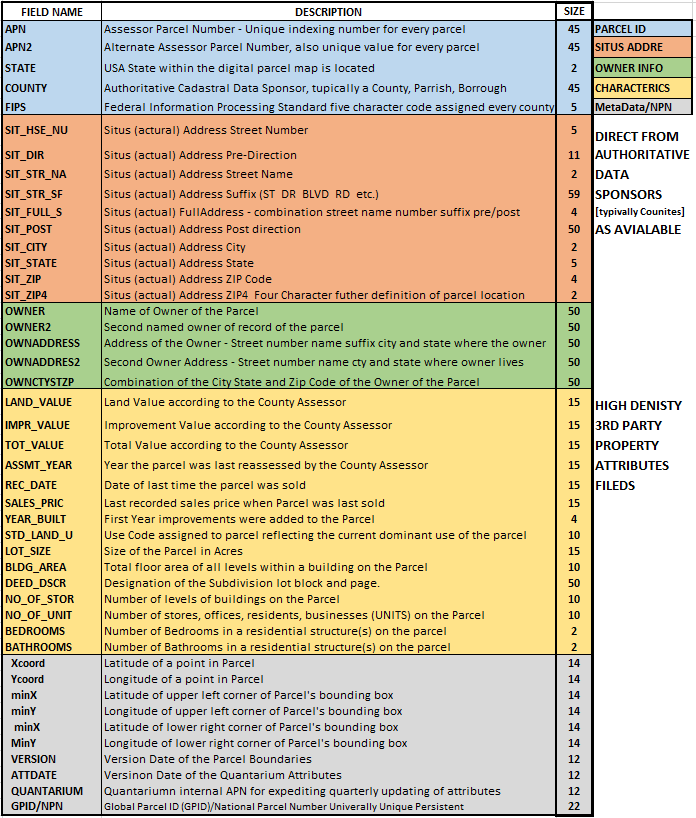 FIELD NAME DESCRIPTION SIZE
APN Assessor Parcel Number - Unique indexing number for every parcel 45 PARCEL ID
APN2 Alternate Assessor Parcel Number, also unique value for every parcel 45 SITUS ADDRE
STATE USA State within the digital parcel map is located 2 OWNER INFO
COUNTY Authoritative Cadastral Data Sponsor, tupically a County, Parrish, Borough 45 CHARACTERICS
FIPS Federal Information Processing Standard five character code assigned every county 5 MetaData/NPN
SIT_HSE_NU Situs (actural) Address Street Number 5 DIRECT FROM
SIT_DIR Situs (actual) Address Pre-Direction 11 AUTHORITATIVE
SIT_STR_NA Situs (actual) Address Street Name 2 DATA
SIT_STR_SF Situs (actual) Address Suffix (ST DR BLVD RD etc.) 59 SPONSORS
SIT_FULL_S Situs (actual) FullAddress - combination street name number suffix pre/post 4 [typivally Counites]
SIT_POST Situs (actual) Address Post direction 50 AS AVIALABLE
SIT_CITY Situs (actual) Address City 2
SIT_STATE Situs (actual) Address State 5
SIT_ZIP Situs (actual) Address ZIP Code 4
SIT_ZIP4 Situs (actual) Address ZIP4 Four Character futher definition of parcel location 2
OWNER Name of Owner of the Parcel 50
OWNER2 Second named owner of record of the parcel 50
OWNADDRESS Address of the Owner - Street number name suffix city and state where the owner 50
OWNADDRES2 Second Owner Address - Street number name cty and state where owner lives 50
OWNCTYSTZP Combination of the City State and Zip Code of the Owner of the Parcel 50
LAND_VALUE Land Value according to the County Assessor 15 HIGH DENISTY
IMPR_VALUE Improvement Value according to the County Assessor 15 3RD PARTY
TOT_VALUE Total Value according to the County Assessor 15 PROPERTY
ASSMT_YEAR Year the parcel was last reassessed by the County Assessor 15 ATTRIBUTES
REC_DATE Date of last time the parcel was sold 15 FILEDS
SALES_PRIC Last recorded sales price when Parcel was last sold 15
YEAR_BUILT First Year improvements were added to the Parcel 4
STD_LAND_U Use Code assigned to parcel reflecting the current dominant use of the parcel 10
LOT_SIZE Size of the Parcel in Acres 15
BLDG_AREA Total floor area of all levels within a building on the Parcel 10
DEED_DSCR Designation of the Subdivision lot block and page. 50
NO_OF_STOR Number of levels of buildings on the Parcel 10
NO_OF_UNIT Number of stores, offices, residents, businesses (UNITS) on the Parcel 10
BEDROOMS Number of Bedrooms in a residential structure(s) on the parcel 2
BATHROOMS Number of Bathrooms in a residential structure(s) on the parcel 2
Xcoord Latitude of a point in Parcel 14
Ycoord Longitude of a point in Parcel 14
minX Latitude of upper left corner of Parcel's bounding box 14
minY Longitude of upper left corner of Parcel's bounding box 14
minX Latitude of lower right corner of Parcel's bounding box 14
MinY Longitude of lower right corner of Parcel's bounding box 14
VERSION Version Date of the Parcel Boundaries 12
ATTDATE Versinon Date of the Quantarium Attributes 12
QUANTARIUM Quantariumn internal APN for expediting quarterly updating of attributes 12
GPID/NPN Global Parcel ID (GPID)/National Parcel Number Univerally Unique Persistent 22